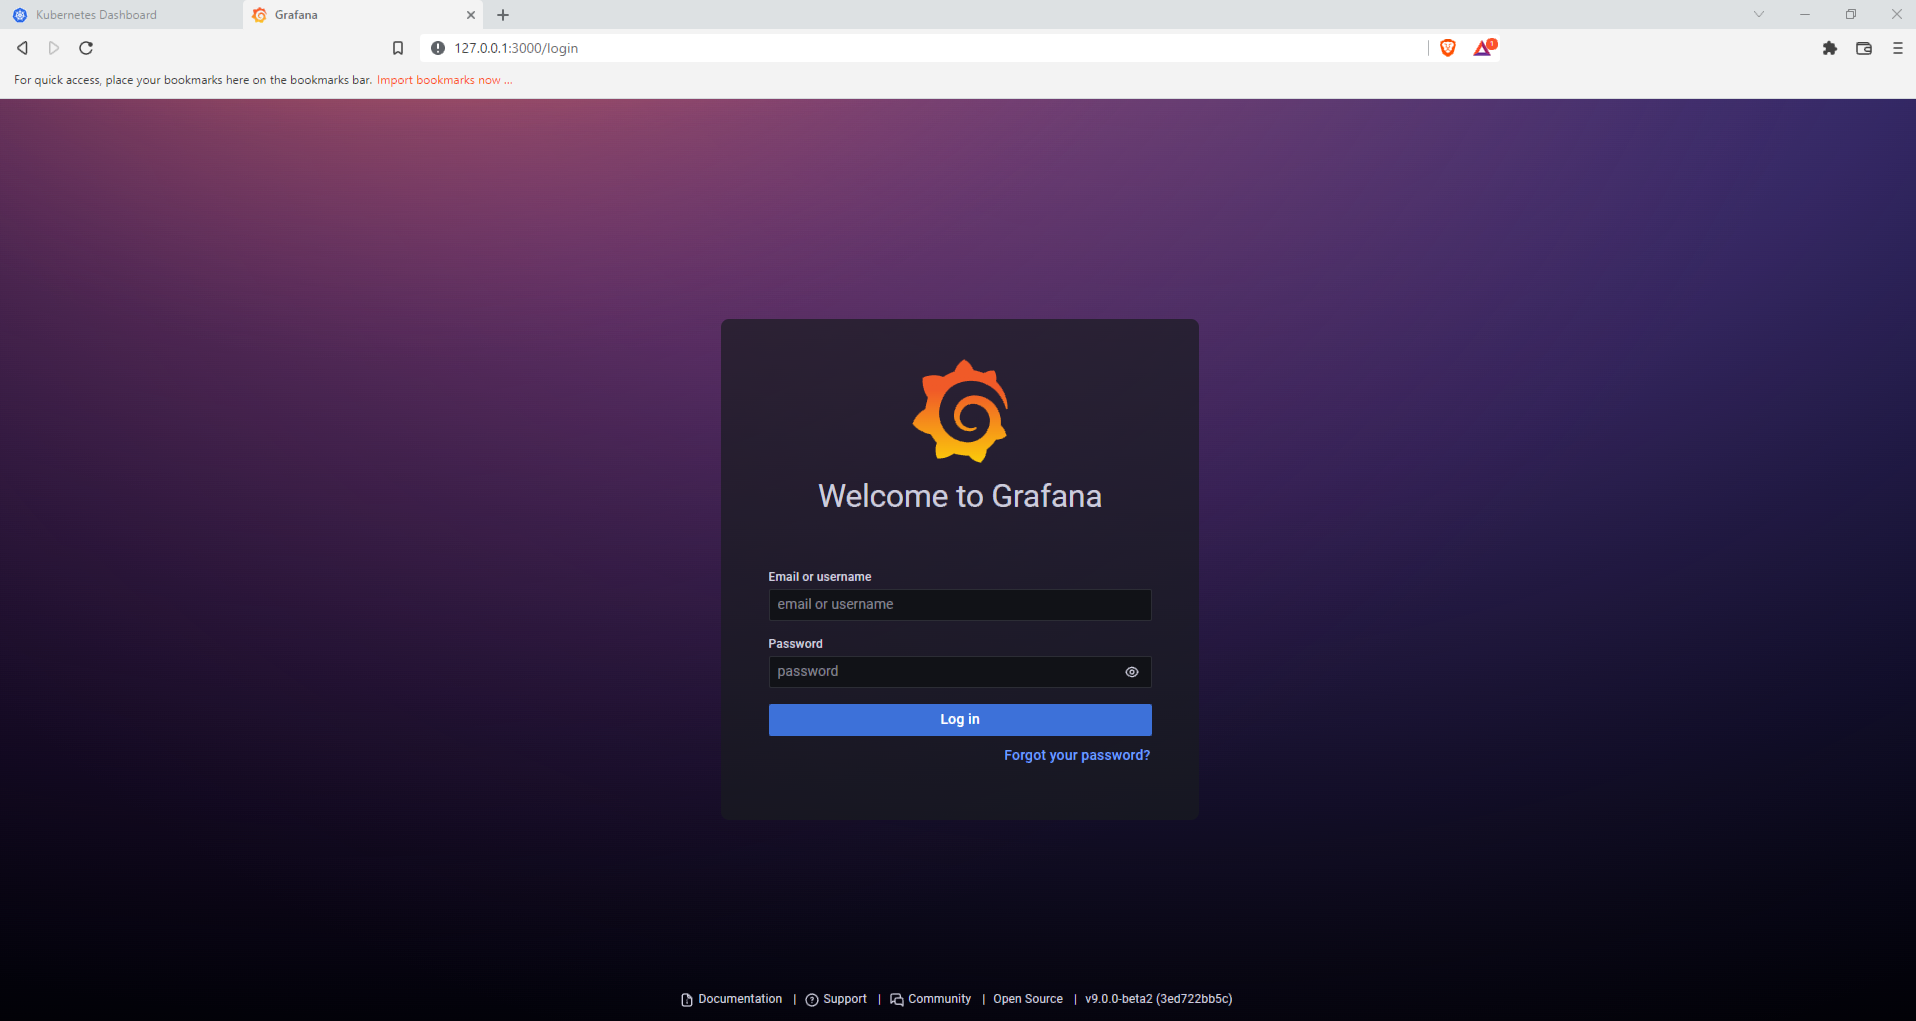 Kubernetes Dashboard
Grafana
127.0.0.1:3000/login
1
For quick access, place your bookmarks here on the bookmarks bar. Import bookmarks now ...
Welcome to Grafana
Email or username
email or username
Password
password
Log in
Forgot your password?
Documentation | Support | Community | Open Source | v9.0.0-beta2 (3ed722bb5c)